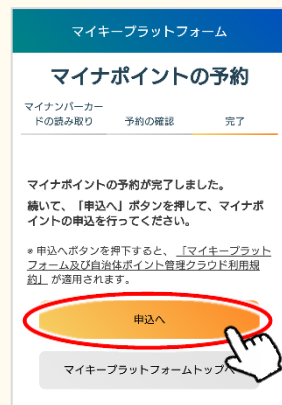 マイキープラットフォーム
マイナポイントの予約
マイナンバーカー
ドの読み取り
予約の確認
完了
マイナポイントの予約が完了しました。
続いて、「申込へ」ボタンを押して、マイナポ
イントの申込を行ってください。
※申込へボタンを押下すると、「マイキープラット
フォーム及び自治体ポイント管理クラウド利用規
約」が適用されます。
申込へ
マイキープラットフォームトップへ